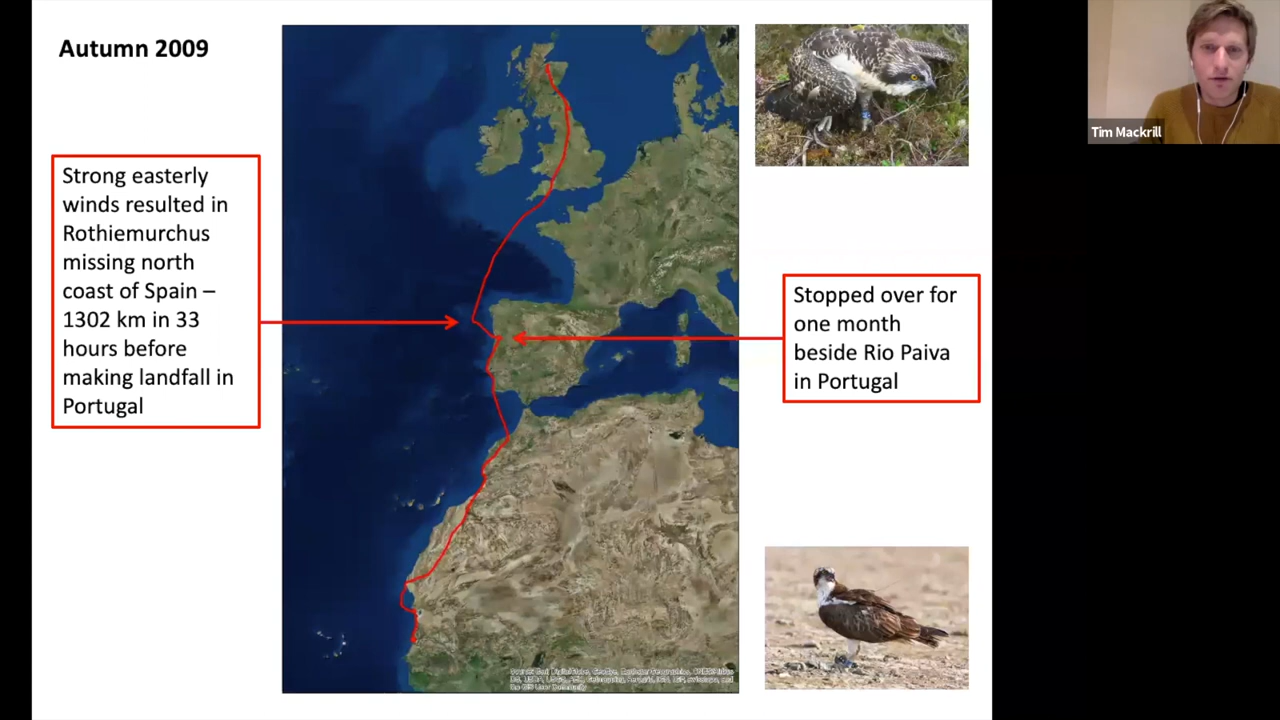 Autumn 2009
Strong easterly
winds resulted in
Rothiemurchus
missing north
coast of Spain –
1302 km in 33
hours before
making landfall in
Portugal
Stopped over for
one month
beside Rio Paiva
in Portugal
Tim Mackrill